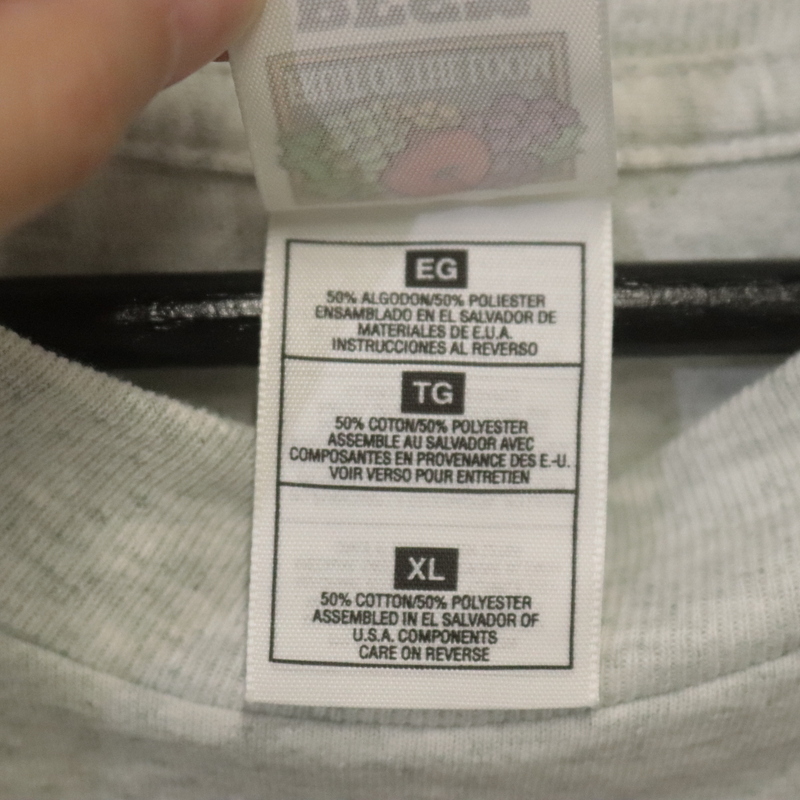 EG
50% ALGODON/50% POLIESTER
ENSAMBLADO EN EL SALVADOR DE
MATERIALES DE E.U.A.
INSTRUCCIONES AL REVERSO
TG
50% COTON/50% POLYESTER
ASSEMBLE AU SALVADOR AVEC
COMPOSANTES EN PROVENANCE DES E.-U.
VOIR VERSO POUR ENTRETIEN
XL
50% COTTON/50% POLYESTER
ASSEMBLED IN EL SALVADOR OF
U.S.A. COMPONENTS
CARE ON REVERSE